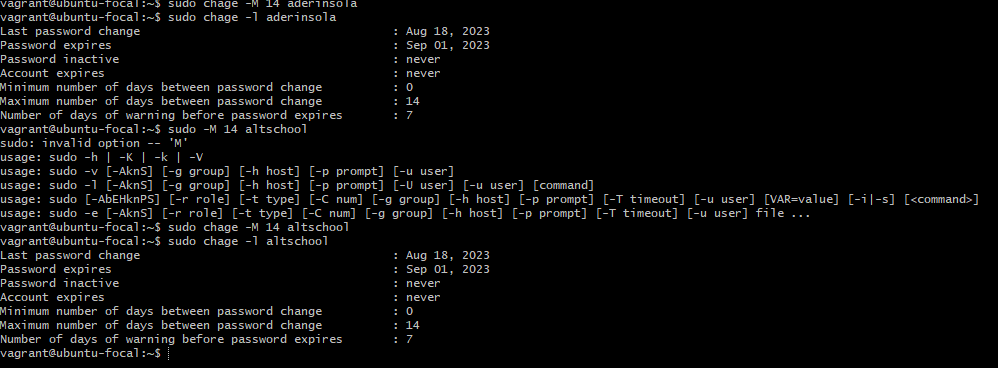 vagrant@ubuntu-focal:~$ sudo chage -M 14 aderinsola
vagrant@ubuntu-focal:~$ sudo chage -l aderinsola
Last password change : Aug 18, 2023
Password expires : Sep 01, 2023
Password inactive : never
Account expires : never
Minimum number of days between password change : 0
Maximum number of days between password change : 14
Number of days of warning before password expires : 7
vagrant@ubuntu-focal:~$ sudo -M 14 altschool
sudo: invalid option -- 'M'
usage: sudo -h | -K | -k | -V
usage: sudo -v [-AknS] [-g group] [-h host] [-p prompt] [-u user]
usage: sudo -l [-AknS] [-g group] [-h host] [-p prompt] [-U user] [-u user] [command]
usage: sudo [-AbEHknPS] [-r role] [-t type] [-C num] [-g group] [-h host] [-p prompt] [-T timeout] [-u user] [VAR=value] [-i|-s] [<command>]
usage: sudo -e [-AknS] [-r role] [-t type] [-C num] [-g group] [-h host] [-p prompt] [-T timeout] [-u user] file ...
vagrant@ubuntu-focal:~$ sudo chage -M 14 altschool
vagrant@ubuntu-focal:~$ sudo chage -l altschool
Last password change : Aug 18, 2023
Password expires : Sep 01, 2023
Password inactive : never
Account expires : never
Minimum number of days between password change : 0
Maximum number of days between password change : 14
Number of days of warning before password expires : 7
vagrant@ubuntu-focal:~$